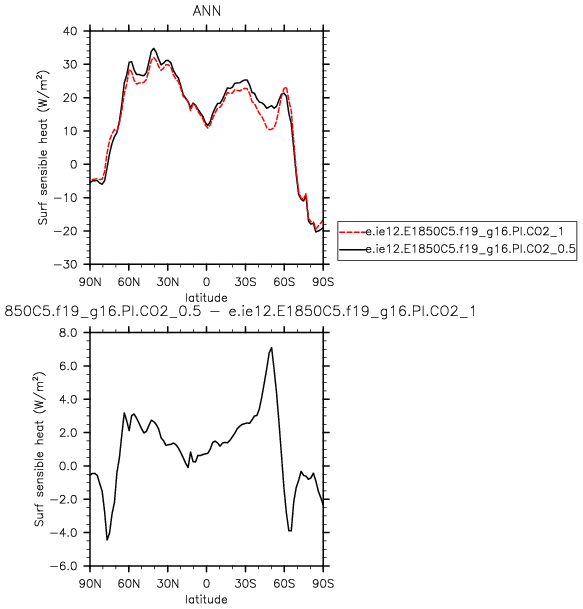 ANN
40
30
20
10
0
−10
−20
−30
Surf sensible heat (W/m²)
90N 60N 30N 0 30S 60S 90S
latitude
e.ie12.E1850C5.f19_g16.PI.CO2_1
e.ie12.E1850C5.f19_g16.PI.CO2_0.5
850C5.f19_g16.PI.CO2_0.5 − e.ie12.E1850C5.f19_g16.PI.CO2_1
8.0
6.0
4.0
2.0
0.0
−2.0
−4.0
−6.0
Surf sensible heat (W/m²)
90N 60N 30N 0 30S 60S 90S
latitude